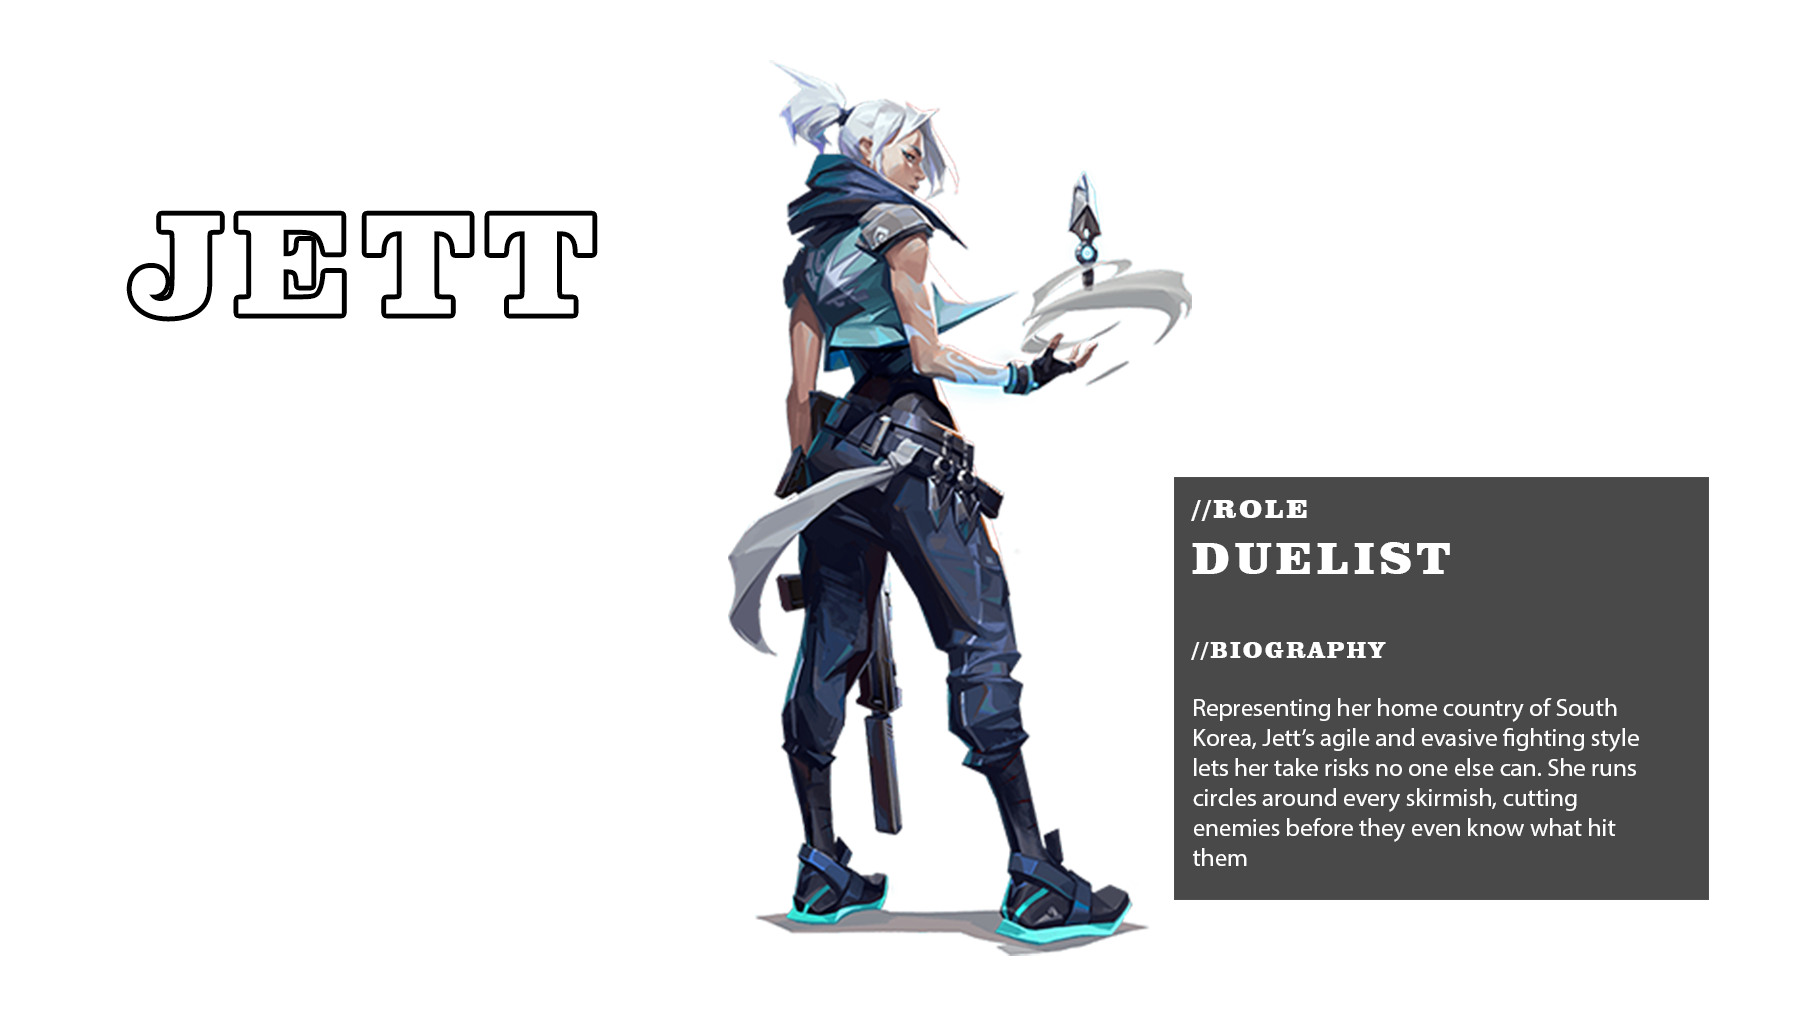 JETT
//ROLE
DUELIST
//BIOGRAPHY
Representing her home country of South
Korea, Jett’s agile and evasive fighting style
lets her take risks no one else can. She runs
circles around every skirmish, cutting
enemies before they even know what hit
them